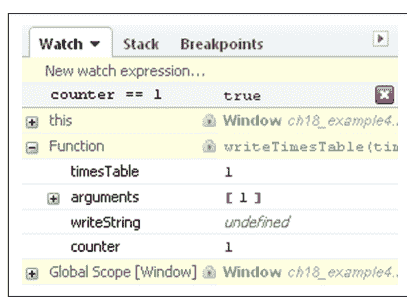 Watch Stack Breakpoints
New watch expression...
counter == 1 true
this Window ch18_example4..
Function writeTimesTable(tim
timesTable 1
arguments [ 1 ]
writeString undefined
counter 1
Global Scope [Window] Window ch18_example4..